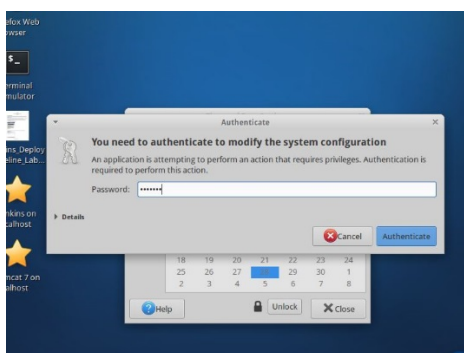 efox Web
owser
$_
erminal
mulator
Authenticate
You need to authenticate to modify the system configuration
An application is attempting to perform an action that requires privileges. Authentication is
required to perform this action.
Password: •••••••
Details
Cancel
Authenticate
ins_Deploy
eline_Lab...
nkins on
calhost
mcat 7 on
alhost
18 19 20 21 22 23 24
25 26 27 28 29 30 1
2 3 4 5 6 7 8
Help
Unlock
Close